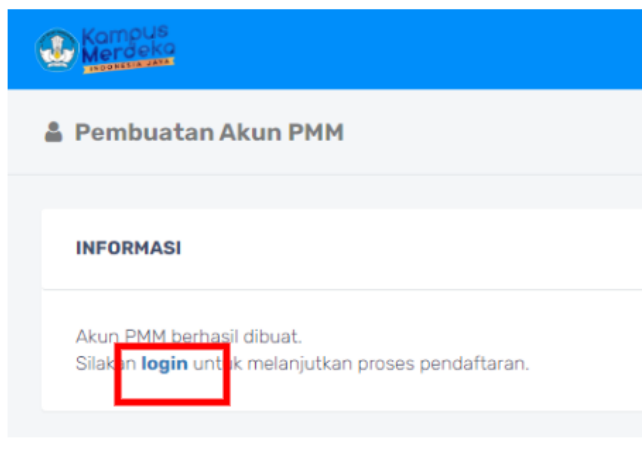 Kampus
Merdeka
INDONESIA JAYA
Pembuatan Akun PMM
INFORMASI
Akun PMM berhasil dibuat.
Silakan login untuk melanjutkan proses pendaftaran.